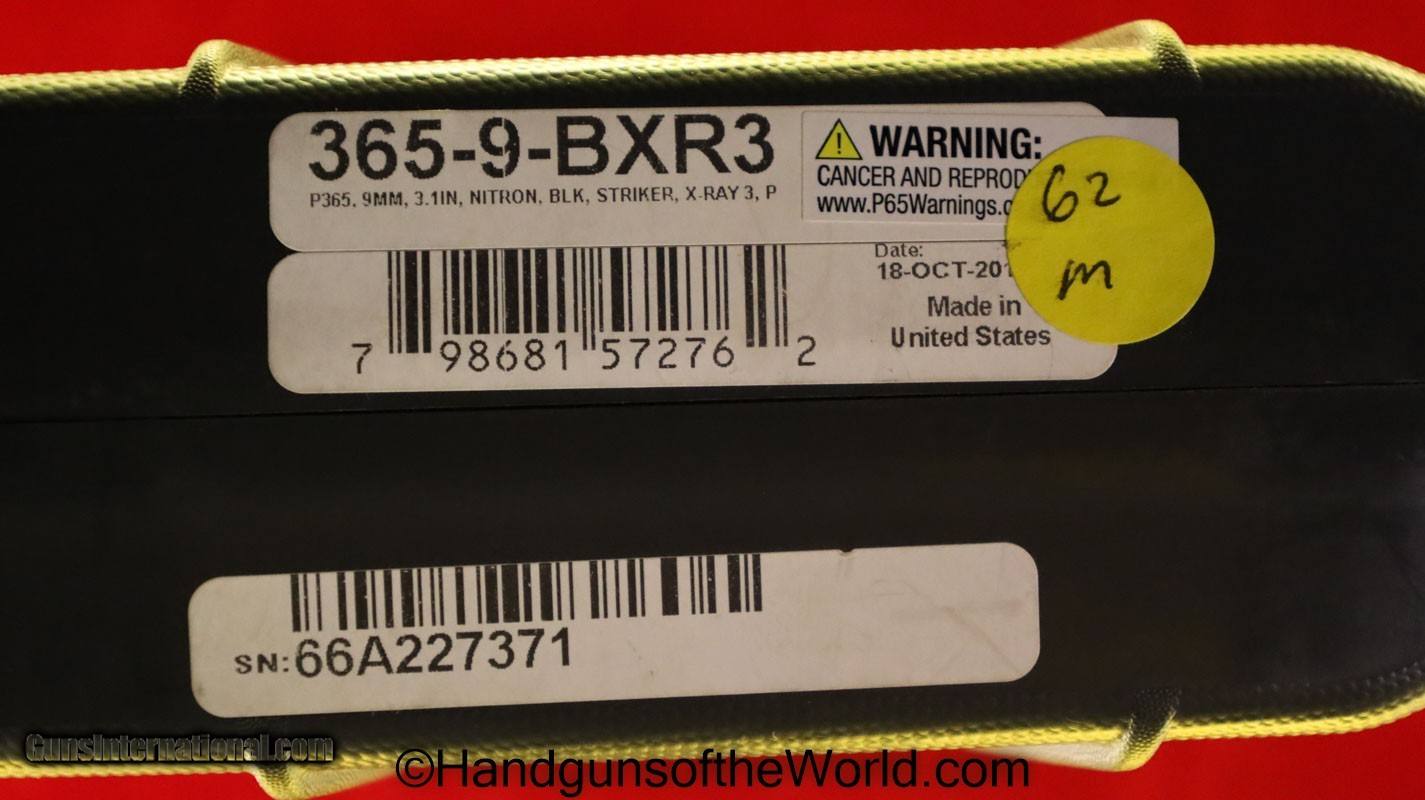 365-9-BXR3
P365, 9MM, 3.1IN, NITRON, BLK, STRIKER, X-RAY 3, P
WARNING:
CANCER AND
www.P65Warnings.
62
m
7 98681 57276 2
Date:
18-OCT-201
Made in
United States
SN:66A227371
GunsInternational.com
©HandgunsoftheWorld.com